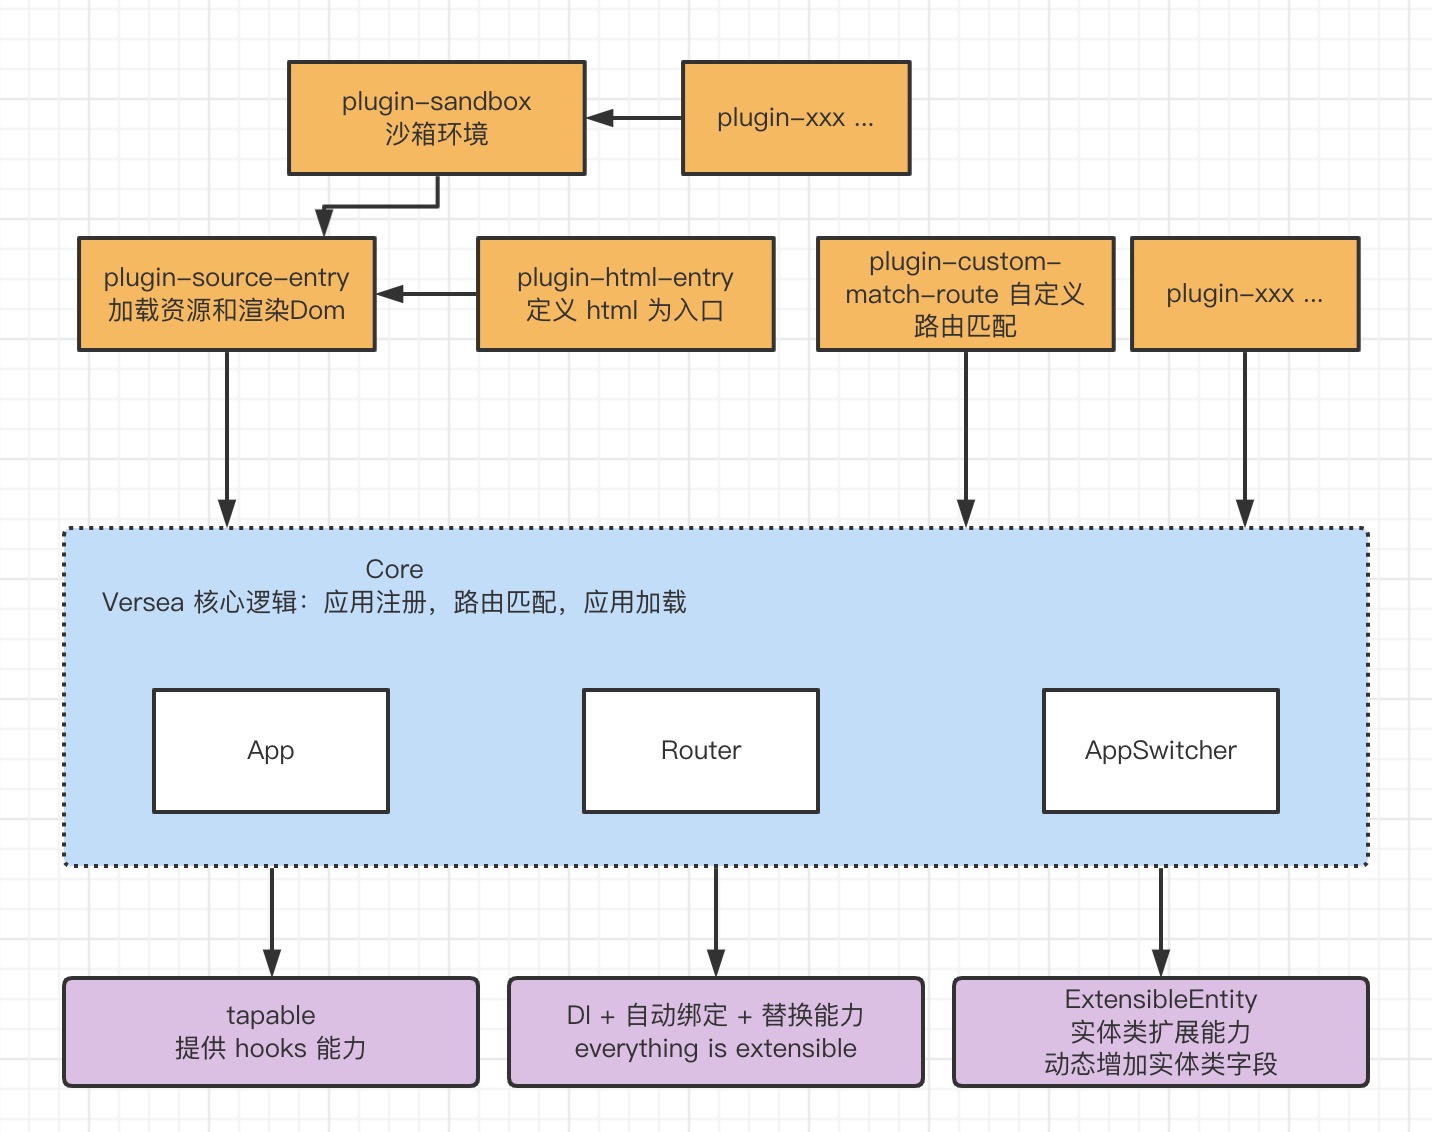 plugin-sandbox
沙箱环境
plugin-xxx ...
plugin-source-entry
加载资源和渲染Dom
plugin-html-entry
定义 html 为入口
plugin-custom-
match-route 自定义
路由匹配
plugin-xxx ...
Core
Versea 核心逻辑：应用注册，路由匹配，应用加载
App
Router
AppSwitcher
tapable
提供 hooks 能力
DI + 自动绑定 + 替换能力
everything is extensible
ExtensibleEntity
实体类扩展能力
动态增加实体类字段